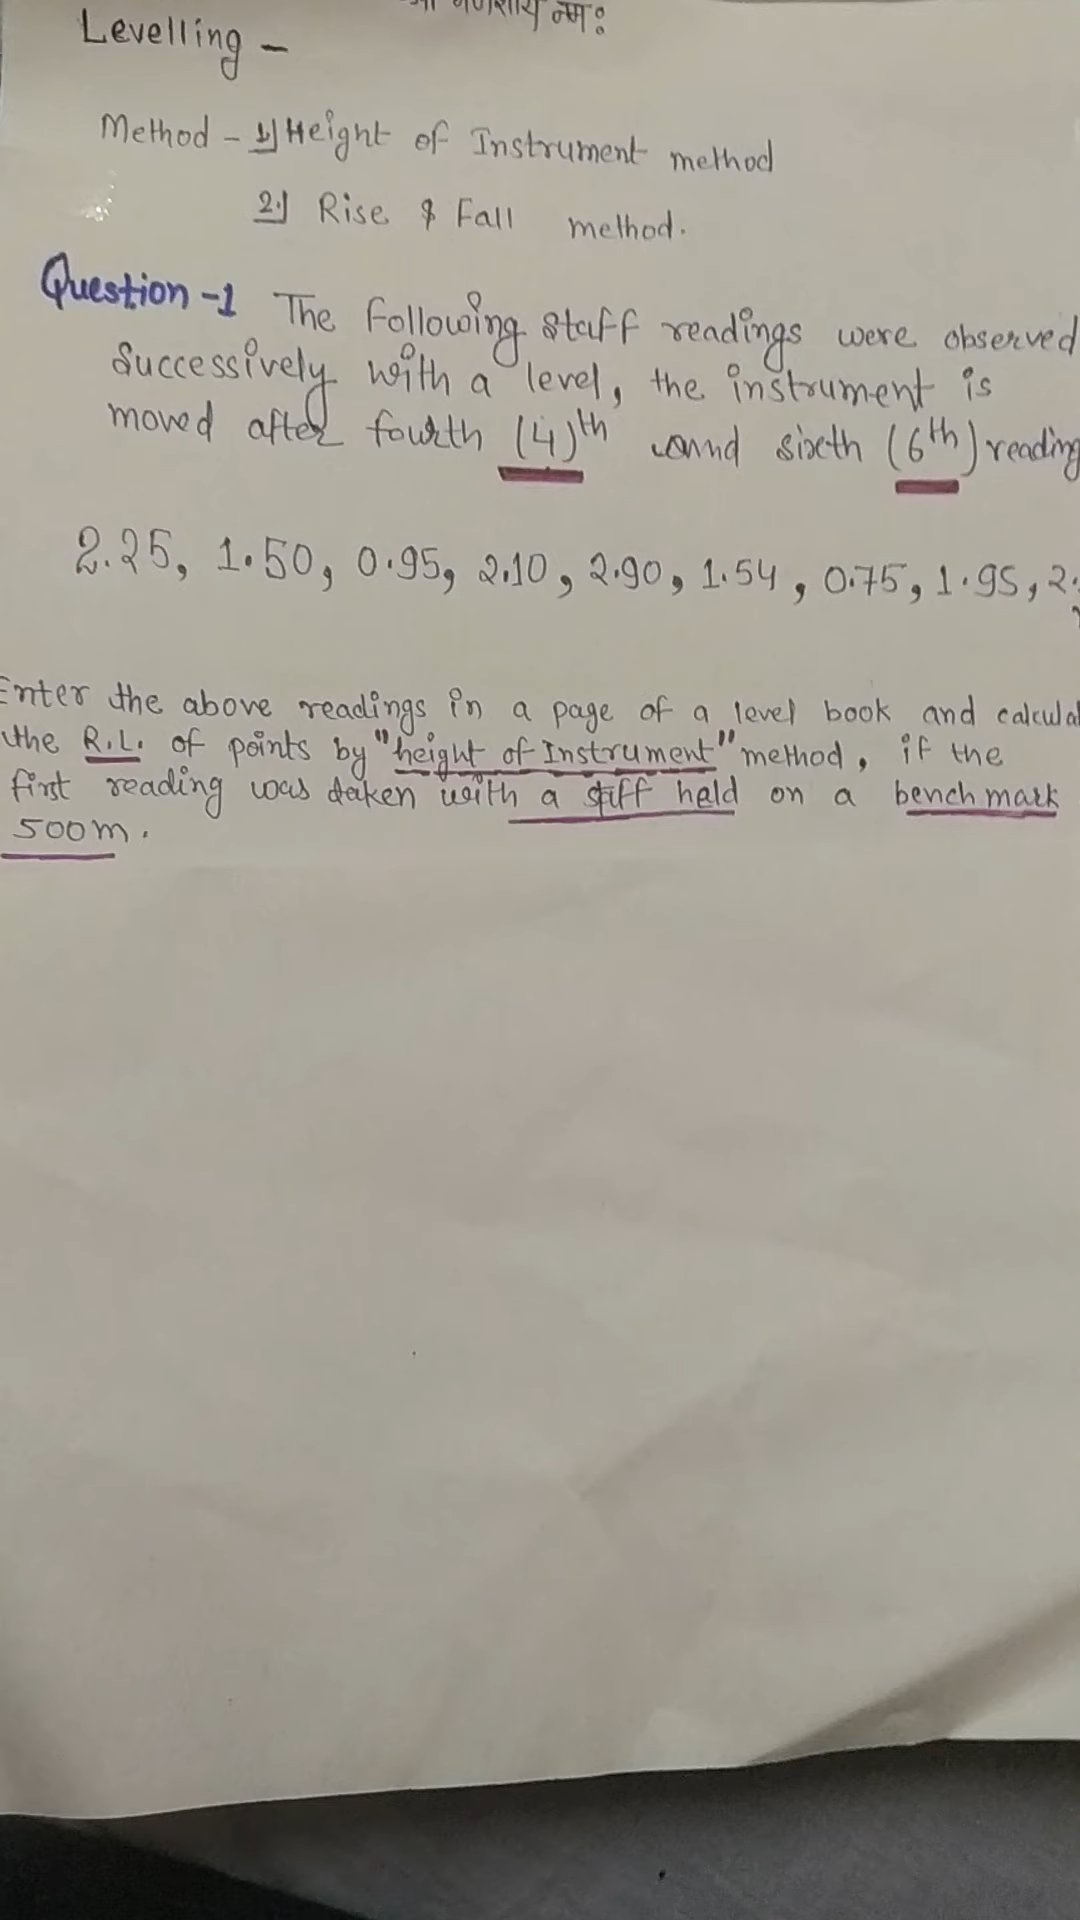 नमः
Levelling -
Method - 1) Height of Instrument method
2.) Rise & Fall method.
Question -1 The following staff readings were observed
successively with a level, the instrument is
moved after fourth (4)th and sixth (6th) reading
2.25, 1.50, 0.95, 2.10, 2.90, 1.54, 0.75, 1.95, 2.
Enter the above readings in a page of a level book and calculat
the R.L. of points by "height of Instrument" method, if the
first reading was taken with a stff held on a bench mark
500m.